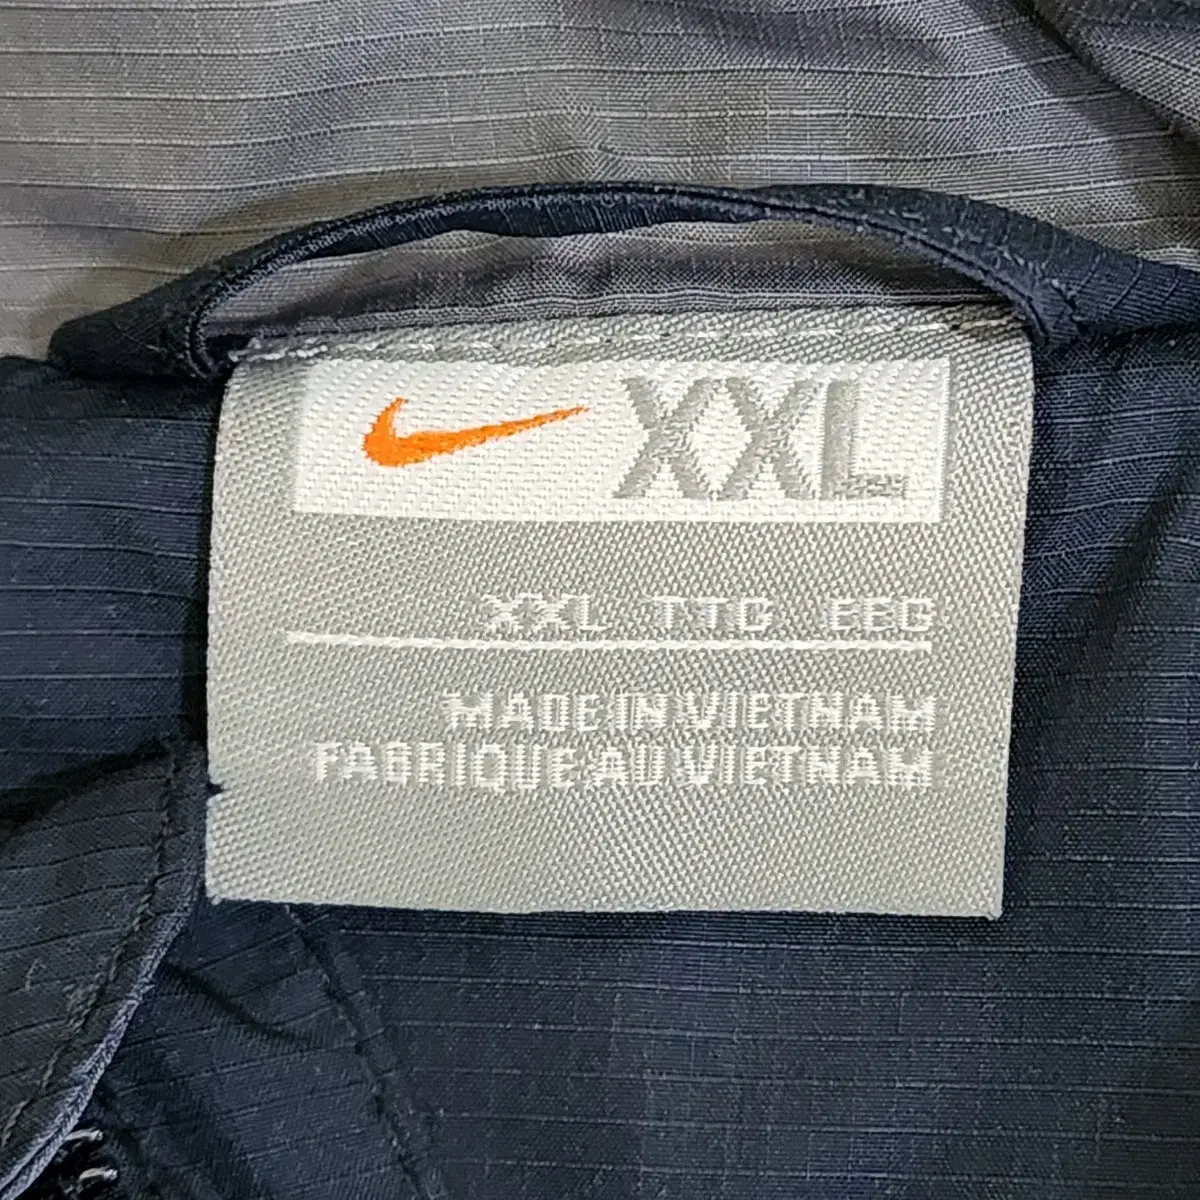 XXL
XXL TTG EEG
MADE IN VIETNAM
FABRIQUE AU VIETNAM